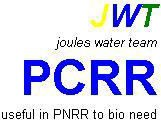 JWT
joules water team
PCRR
useful in PNRR to bio need